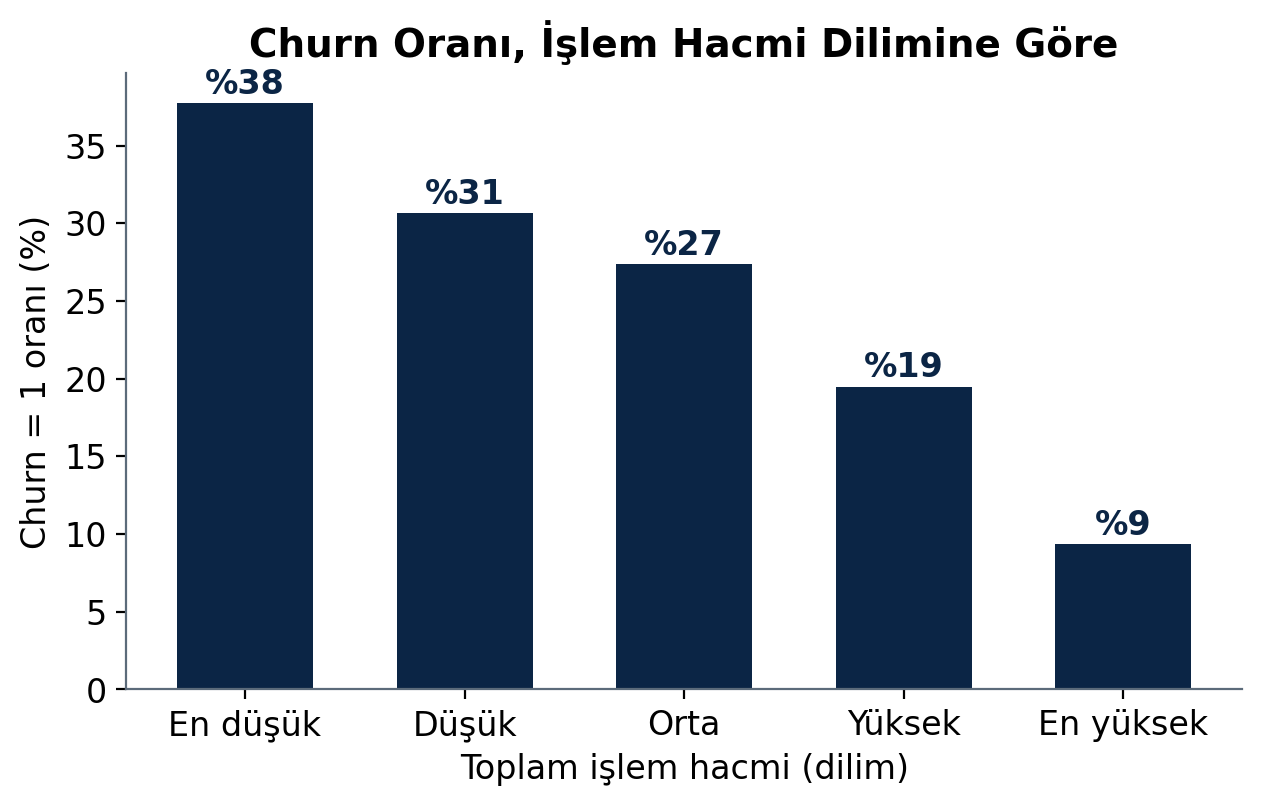 Churn Oranı, İşlem Hacmi Dilimine Göre
%38
%31
%27
%19
%9
Churn = 1 oranı (%)
35
30
25
20
15
10
5
0
En düşük
Düşük
Orta
Yüksek
En yüksek
Toplam işlem hacmi (dilim)